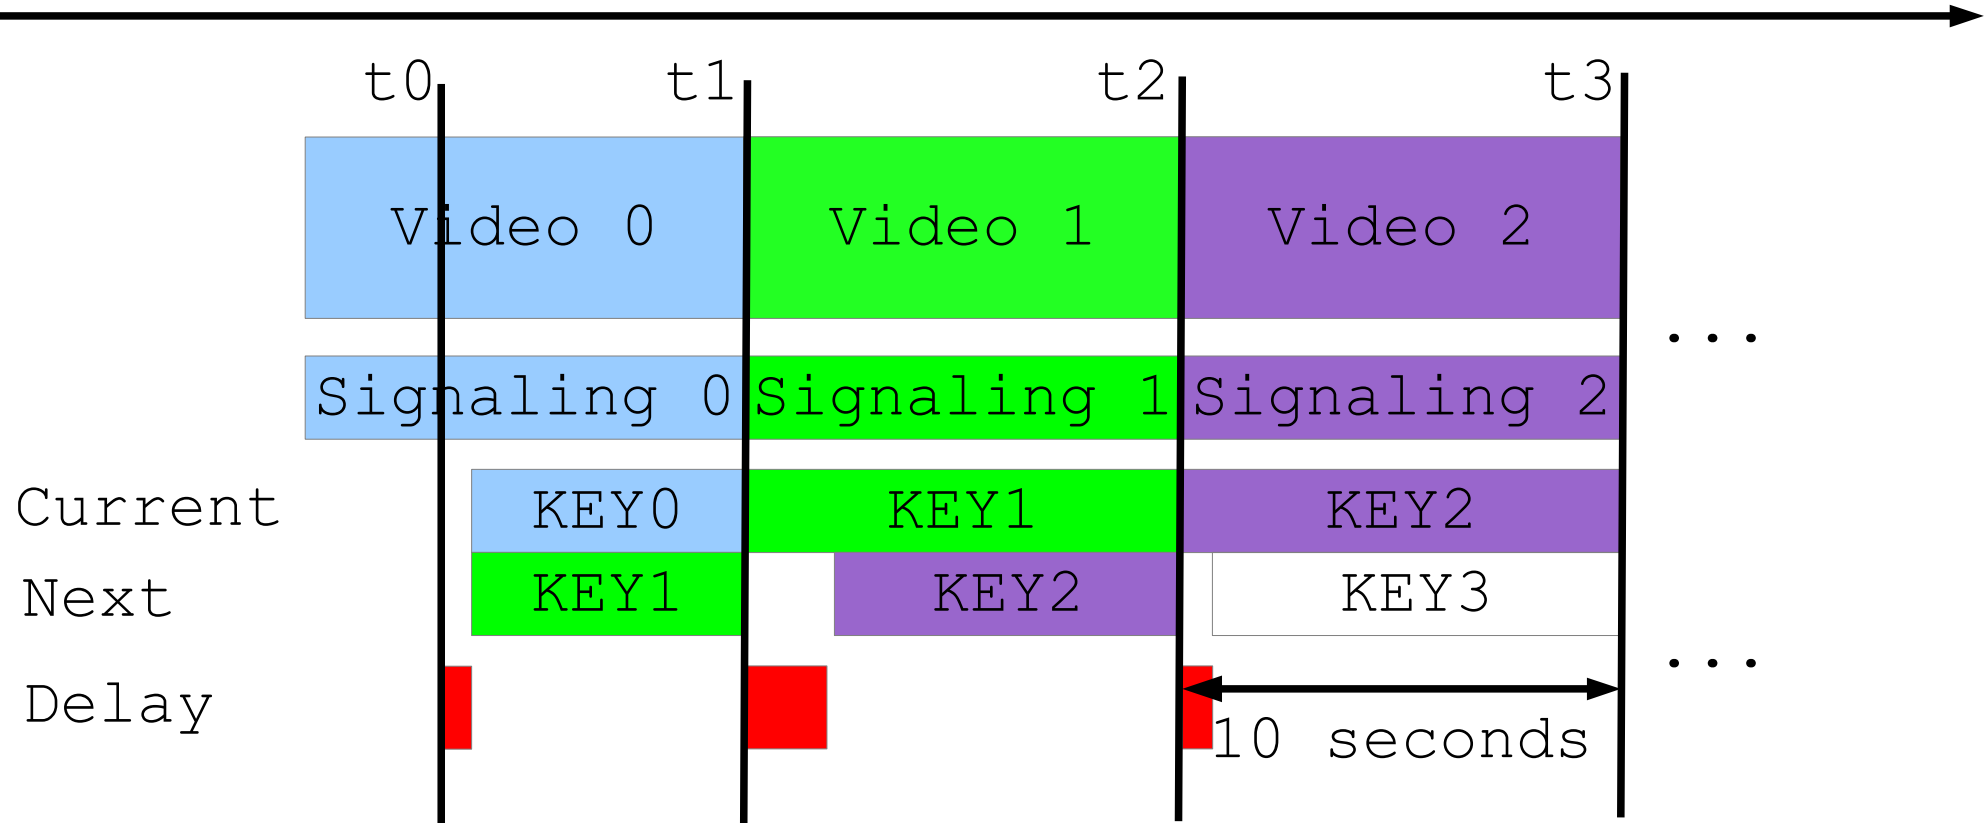 t0 t1 t2 t3
Video 0 Video 1 Video 2
...
Signaling 0 Signaling 1 Signaling 2
Current KEY0 KEY1 KEY2
Next KEY1 KEY2 KEY3
...
Delay
10 seconds